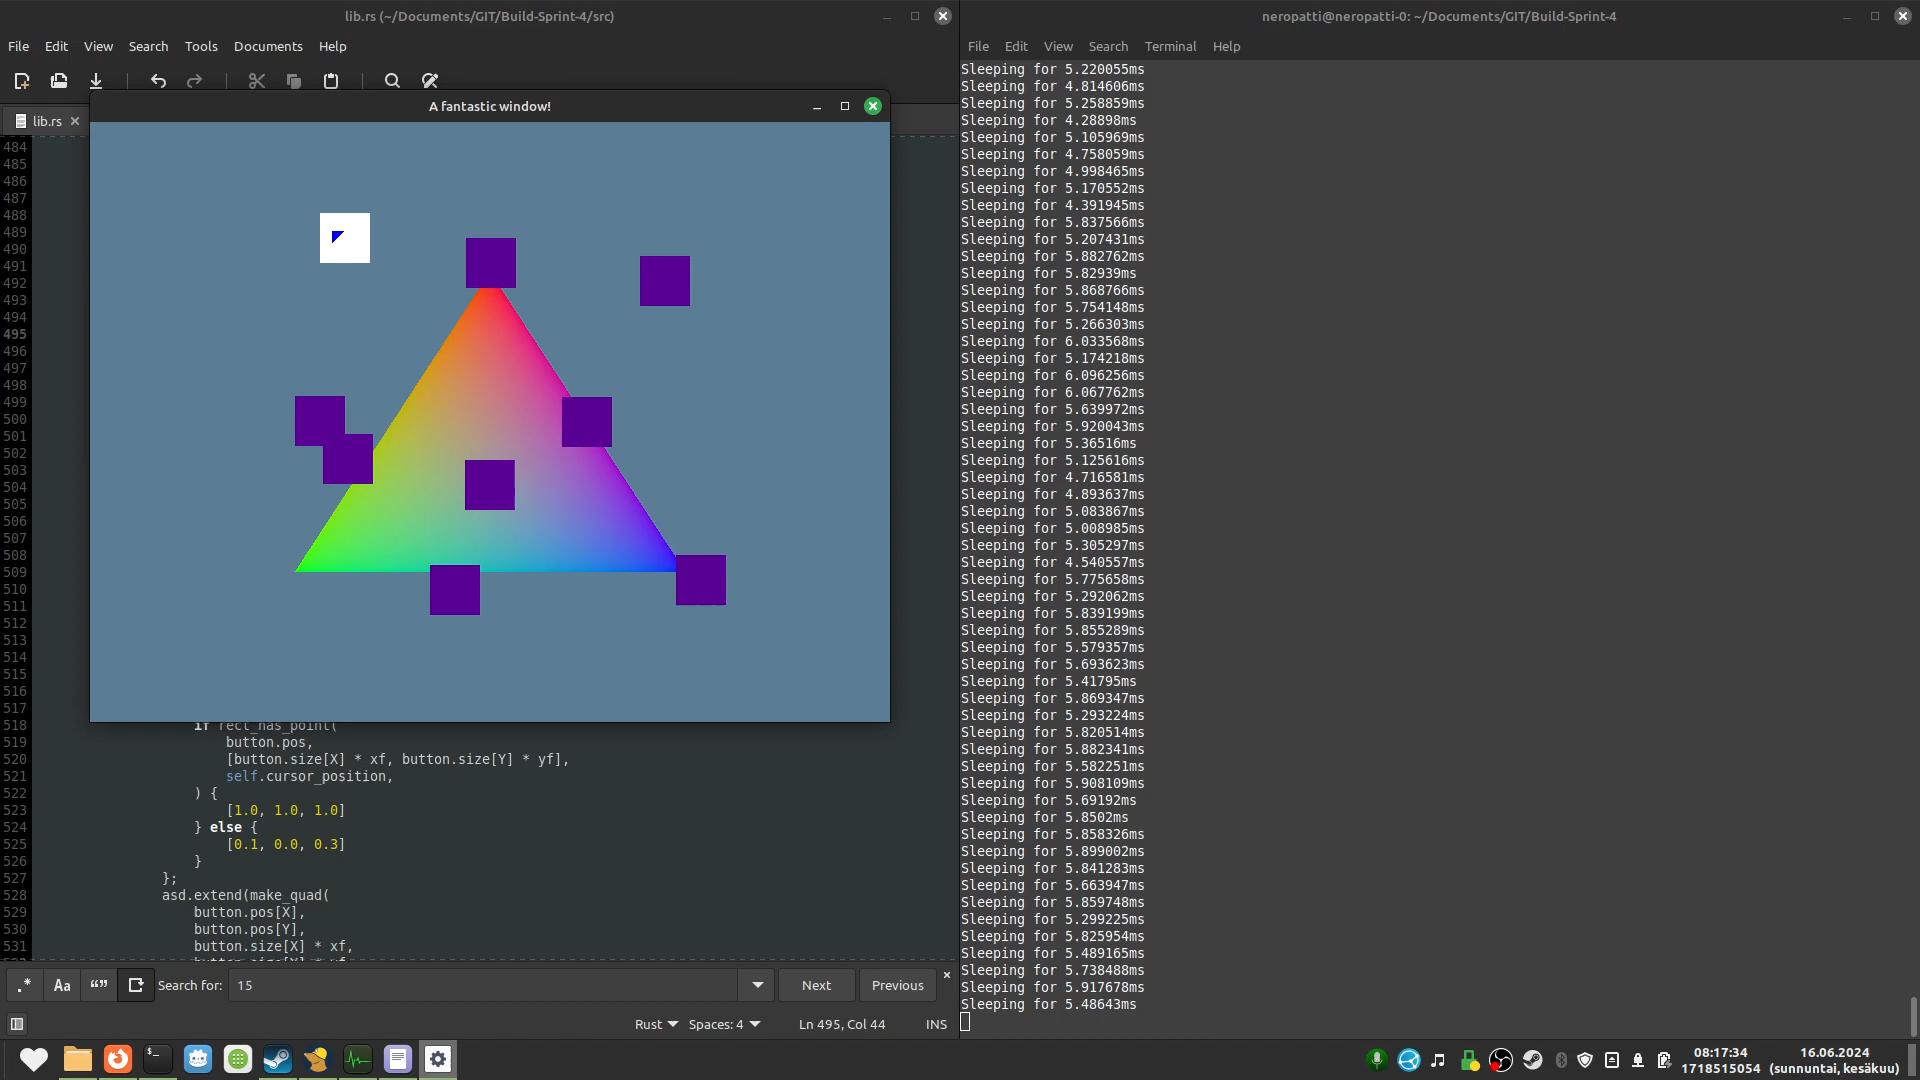 lib.rs (~/Documents/GIT/Build-Sprint-4/src)
File Edit View Search Tools Documents Help
lib.rs
A fantastic window!
484
485
486
487
488
489
490
491
492
493
494
495
496
497
498
499
500
501
502
503
504
505
506
507
508
509
510
511
512
513
514
515
516
517
518 if rect_has_point(
519 button.pos,
520 [button.size[X] * xf, button.size[Y] * yf],
521 self.cursor_position,
522 ) {
523 [1.0, 1.0, 1.0]
524 } else {
525 [0.1, 0.0, 0.3]
526 }
527 };
528 asd.extend(make_quad(
529 button.pos[X],
530 button.pos[Y],
531 button.size[X] * xf,
.* Aa “” Search for: 15 Next Previous
Rust Spaces: 4 Ln 495, Col 44 INS
neropatti@neropatti-0: ~/Documents/GIT/Build-Sprint-4
File Edit View Search Terminal Help
Sleeping for 5.220055ms
Sleeping for 4.814606ms
Sleeping for 5.258859ms
Sleeping for 4.28898ms
Sleeping for 5.105969ms
Sleeping for 4.758059ms
Sleeping for 4.998465ms
Sleeping for 5.170552ms
Sleeping for 4.391945ms
Sleeping for 5.837566ms
Sleeping for 5.207431ms
Sleeping for 5.882762ms
Sleeping for 5.82939ms
Sleeping for 5.868766ms
Sleeping for 5.754148ms
Sleeping for 5.266303ms
Sleeping for 6.033568ms
Sleeping for 5.174218ms
Sleeping for 6.096256ms
Sleeping for 6.067762ms
Sleeping for 5.639972ms
Sleeping for 5.920043ms
Sleeping for 5.36516ms
Sleeping for 5.125616ms
Sleeping for 4.716581ms
Sleeping for 4.893637ms
Sleeping for 5.083867ms
Sleeping for 5.008985ms
Sleeping for 5.305297ms
Sleeping for 4.540557ms
Sleeping for 5.775658ms
Sleeping for 5.292062ms
Sleeping for 5.839199ms
Sleeping for 5.855289ms
Sleeping for 5.579357ms
Sleeping for 5.693623ms
Sleeping for 5.41795ms
Sleeping for 5.869347ms
Sleeping for 5.293224ms
Sleeping for 5.820514ms
Sleeping for 5.882341ms
Sleeping for 5.582251ms
Sleeping for 5.908109ms
Sleeping for 5.69192ms
Sleeping for 5.8502ms
Sleeping for 5.858326ms
Sleeping for 5.899002ms
Sleeping for 5.841283ms
Sleeping for 5.663947ms
Sleeping for 5.859748ms
Sleeping for 5.299225ms
Sleeping for 5.825954ms
Sleeping for 5.489165ms
Sleeping for 5.738488ms
Sleeping for 5.917678ms
Sleeping for 5.48643ms
08:17:34 16.06.2024
1718515054 (sunnuntai, kesäkuu)